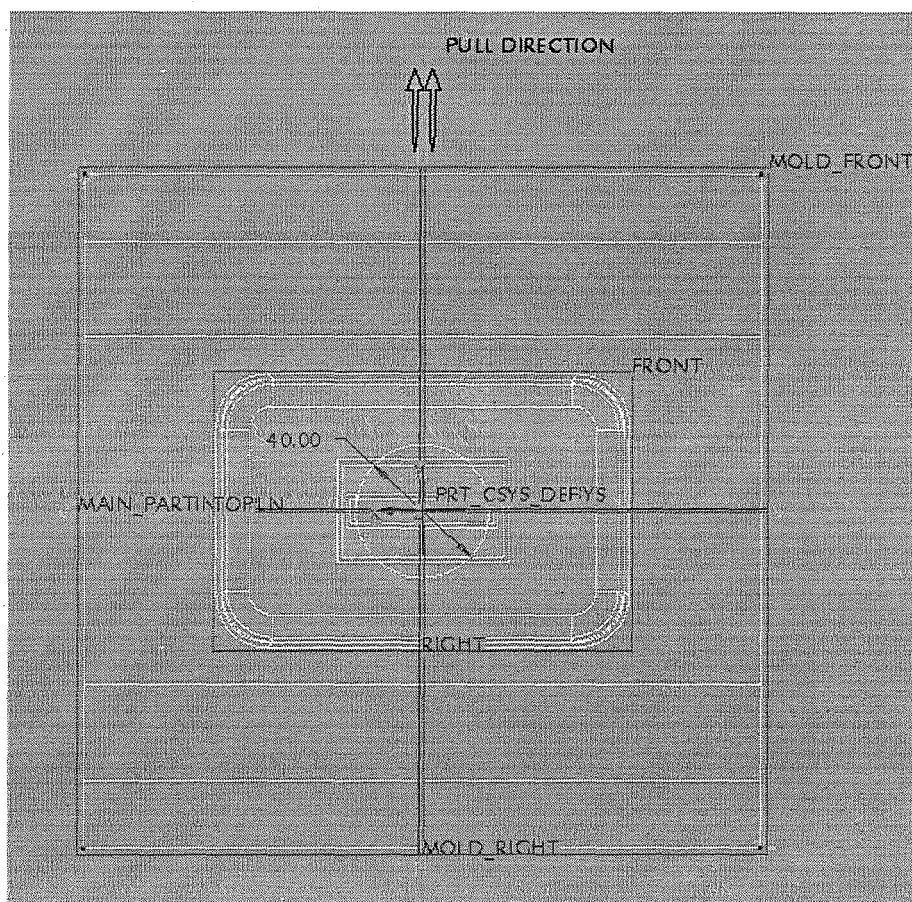 PULL DIRECTION
MOLD_FRONT
FRONT
40.00
PRT_CSYS_DEF
MAIN_PARTINTOPLN
RIGHT
MOLD_RIGHT